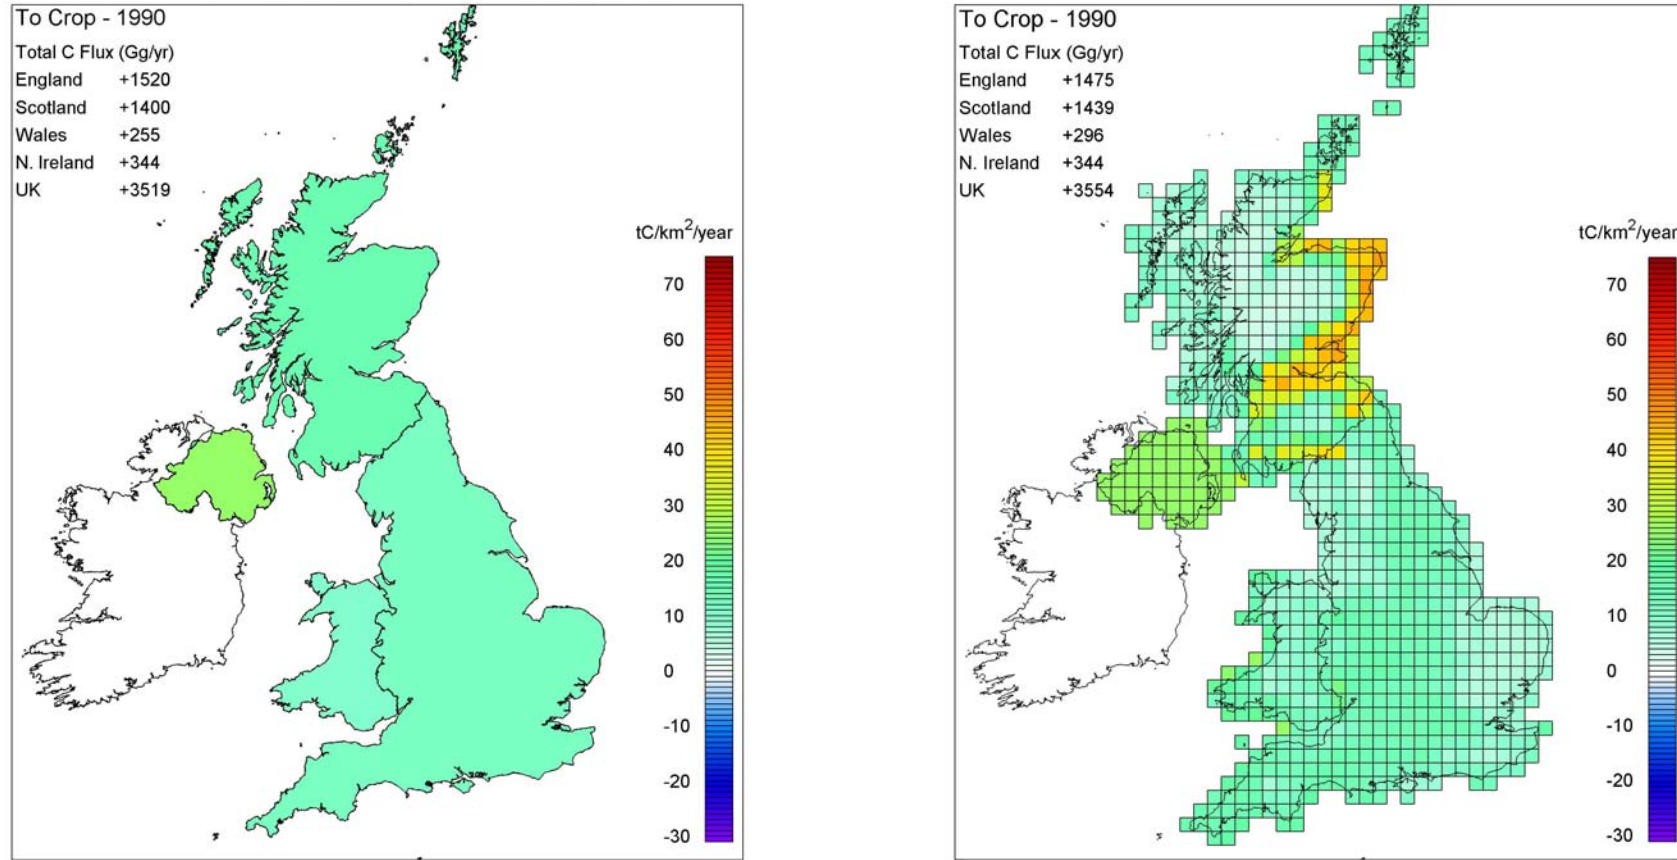 To Crop - 1990
Total C Flux (Gg/yr)
England +1520
Scotland +1400
Wales +255
N. Ireland +344
UK +3519
tC/km²/year
70
60
50
40
30
20
10
0
-10
-20
-30
To Crop - 1990
Total C Flux (Gg/yr)
England +1475
Scotland +1439
Wales +296
N. Ireland +344
UK +3554
tC/km²/year
70
60
50
40
30
20
10
0
-10
-20
-30